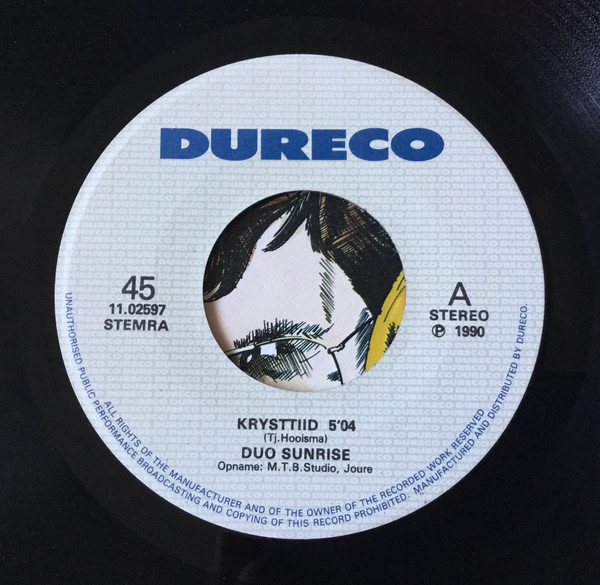 DURECO
45
11.02597
STEMRA
A
STEREO
℗ 1990
KRYSTTIID 5'04
(Tj.Hooisma)
DUO SUNRISE
Opname: M.T.B.Studio, Joure
ALL RIGHTS OF THE MANUFACTURER AND OF THE OWNER OF THE RECORDED WORK RESERVED
UNAUTHORISED PUBLIC PERFORMANCE BROADCASTING AND COPYING OF THIS RECORD PROHIBITED. MANUFACTURED AND DISTRIBUTED BY DURECO.